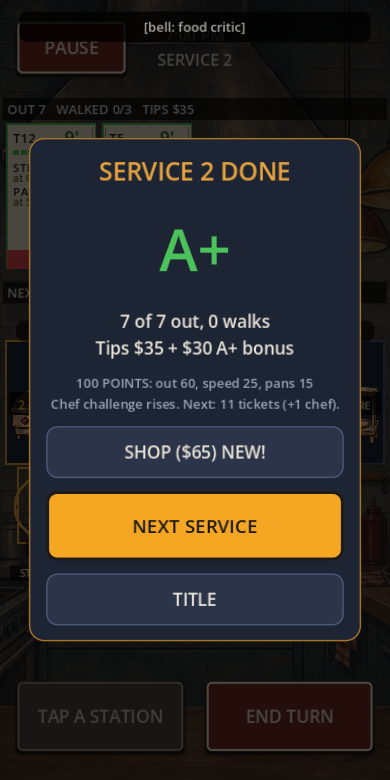 [bell: food critic]
PAUSE
SERVICE 2
OUT 7 WALKED 0/3 TIPS $35
T12
SERVICE 2 DONE
A+
7 of 7 out, 0 walks
Tips $35 + $30 A+ bonus
100 POINTS: out 60, speed 25, pans 15
Chef challenge rises. Next: 11 tickets (+1 chef).
SHOP ($65) NEW!
NEXT SERVICE
TITLE
TAP A STATION
END TURN